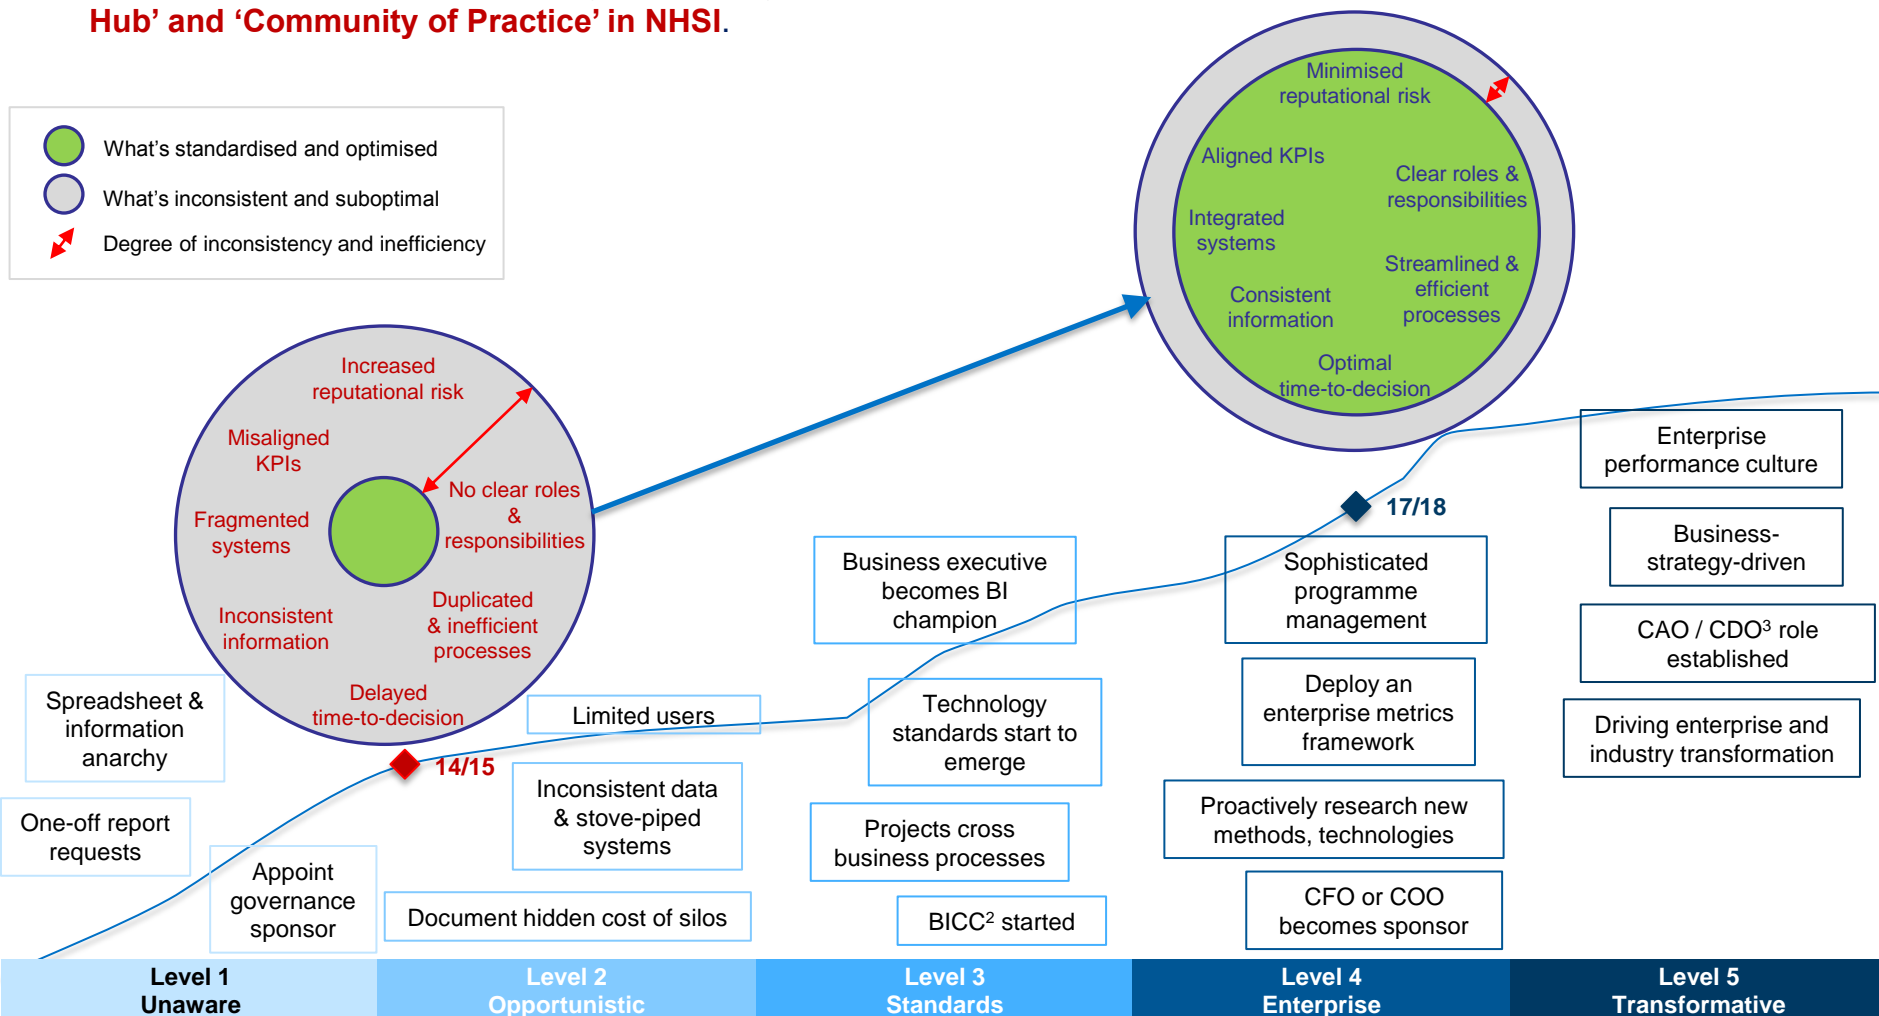 Hub’ and ‘Community of Practice’ in NHSI.
What’s standardised and optimised
What’s inconsistent and suboptimal
Degree of inconsistency and inefficiency
Minimised
reputational risk
Aligned KPIs
Clear roles &
responsibilities
Integrated
systems
Streamlined &
efficient
processes
Consistent
information
Optimal
time-to-decision
Increased
reputational risk
Misaligned
KPIs
No clear roles
&
responsibilities
Fragmented
systems
Duplicated
& inefficient
processes
Inconsistent
information
Delayed
time-to-decision
14/15
17/18
Spreadsheet &
information
anarchy
One-off report
requests
Appoint
governance
sponsor
Limited users
Inconsistent data
& stove-piped
systems
Document hidden cost of silos
Business executive
becomes BI
champion
Technology
standards start to
emerge
Projects cross
business processes
BICC² started
Sophisticated
programme
management
Deploy an
enterprise metrics
framework
Proactively research new
methods, technologies
CFO or COO
becomes sponsor
Enterprise
performance culture
Business-
strategy-driven
CAO / CDO³ role
established
Driving enterprise and
industry transformation
Level 1
Unaware
Level 2
Opportunistic
Level 3
Standards
Level 4
Enterprise
Level 5
Transformative